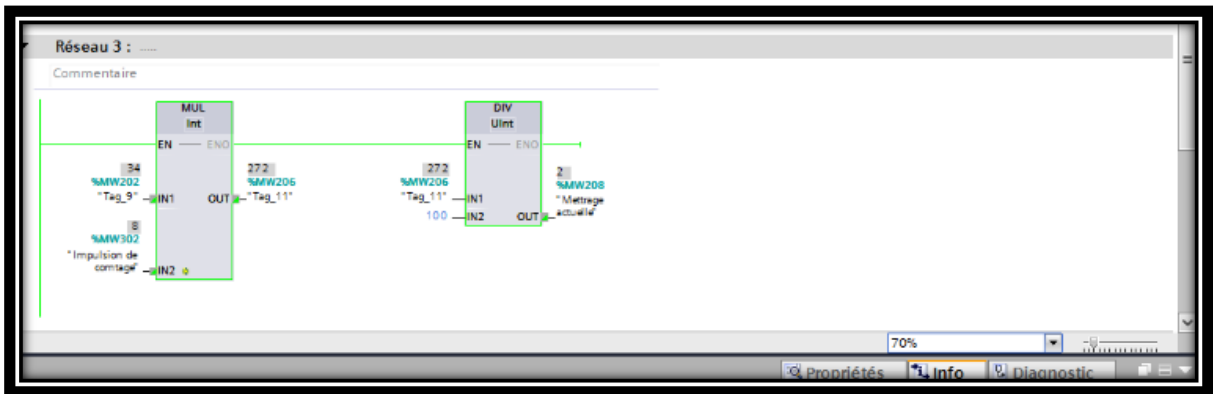 Réseau 3 : .....
Commentaire
MUL
Int
EN ENO
34
%MW202
"Tag_9" IN1
272
%MW206
OUT "Tag_11"
8
%MW302
"Impulsion de
comtage" IN2
DIV
UInt
EN ENO
272
%MW206
"Tag_11" IN1
100 IN2
2
%MW208
"Mettrage
OUT actuelle"
70%
Propriétés Info Diagnostic